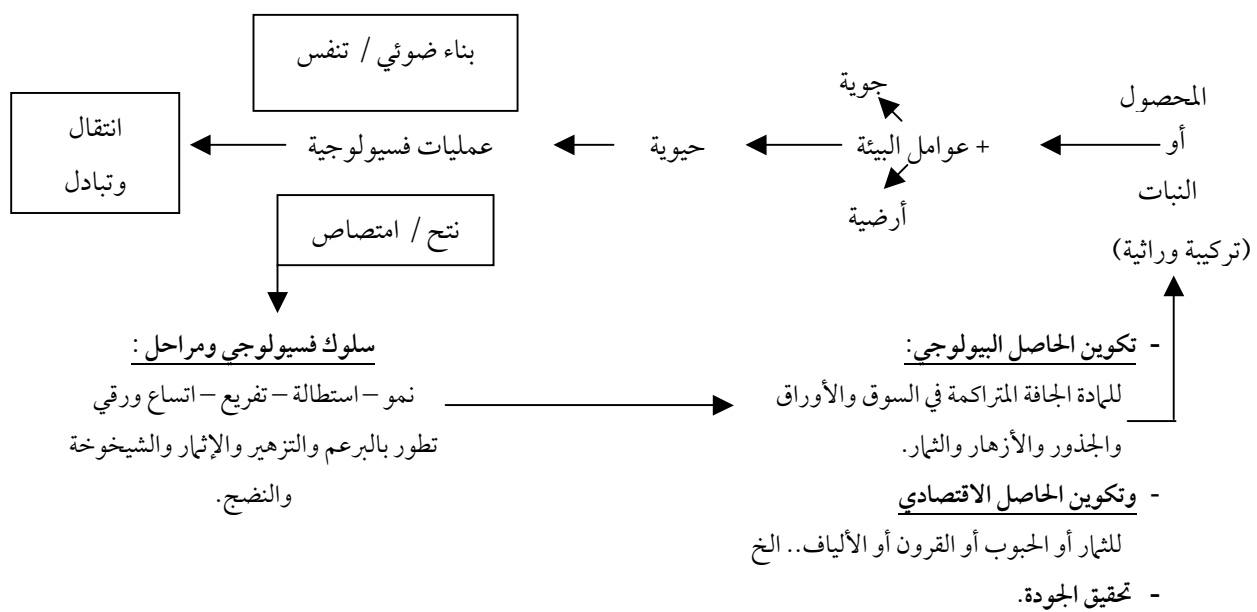 المحصول
أو
النبات
(تركيبة وراثية)
+ عوامل البيئة
جوية
أرضية
حيوية
بناء ضوئي / تنفس
عمليات فسيولوجية
نتح / امتصاص
انتقال
وتبادل
سلوك فسيولوجي ومراحل :
نمو – استطالة – تفريع – اتساع ورقي
تطور بالبرعم والتزهير والإثمار والشيخوخة
والنضج.
- تكوين الحاصل البيولوجي:
للمادة الجافة المتراكمة في السوق والأوراق
والجذور والأزهار والثمار.
- وتكوين الحاصل الاقتصادي
للثمار أو الحبوب أو القرون أو الألياف.. الخ
- تحقيق الجودة.